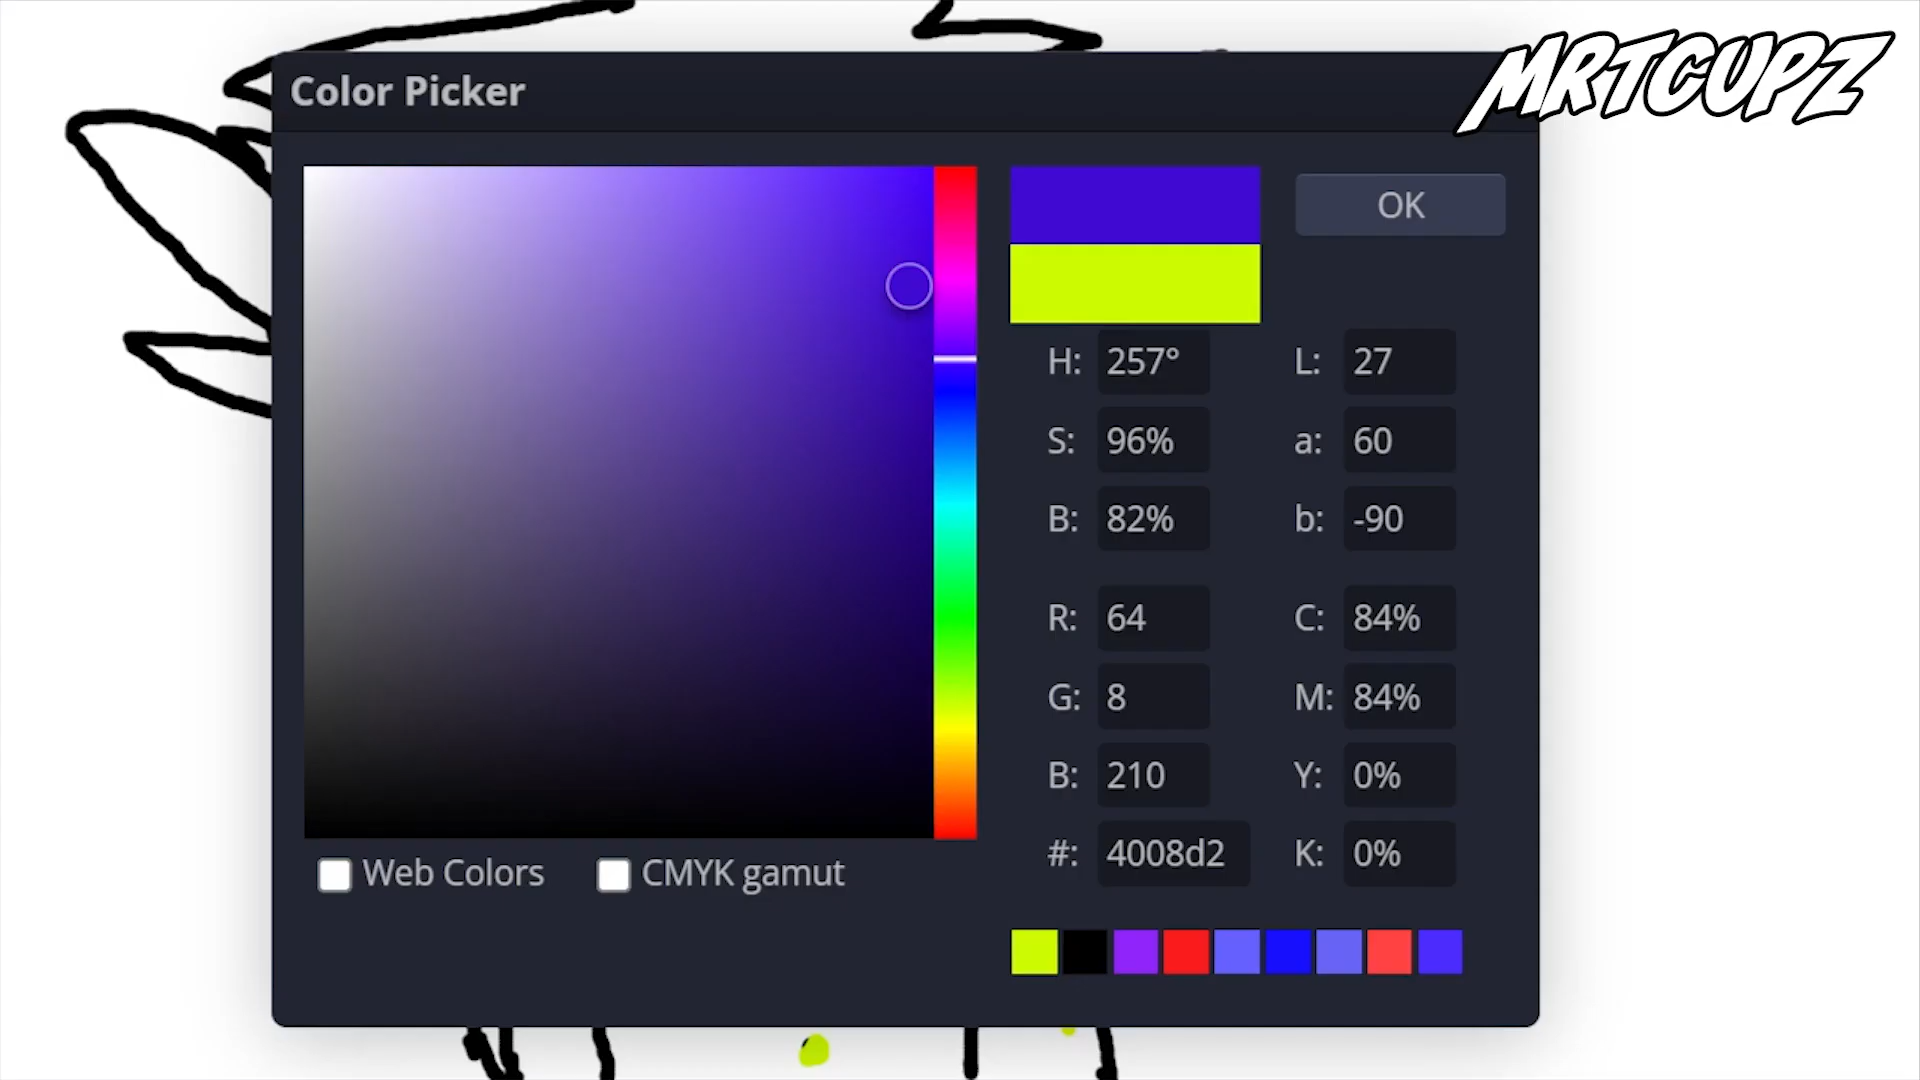 MRTCUPZ
Color Picker
OK
H: 257° L: 27
S: 96% a: 60
B: 82% b: -90
R: 64 C: 84%
G: 8 M: 84%
B: 210 Y: 0%
#: 4008d2 K: 0%
Web Colors CMYK gamut